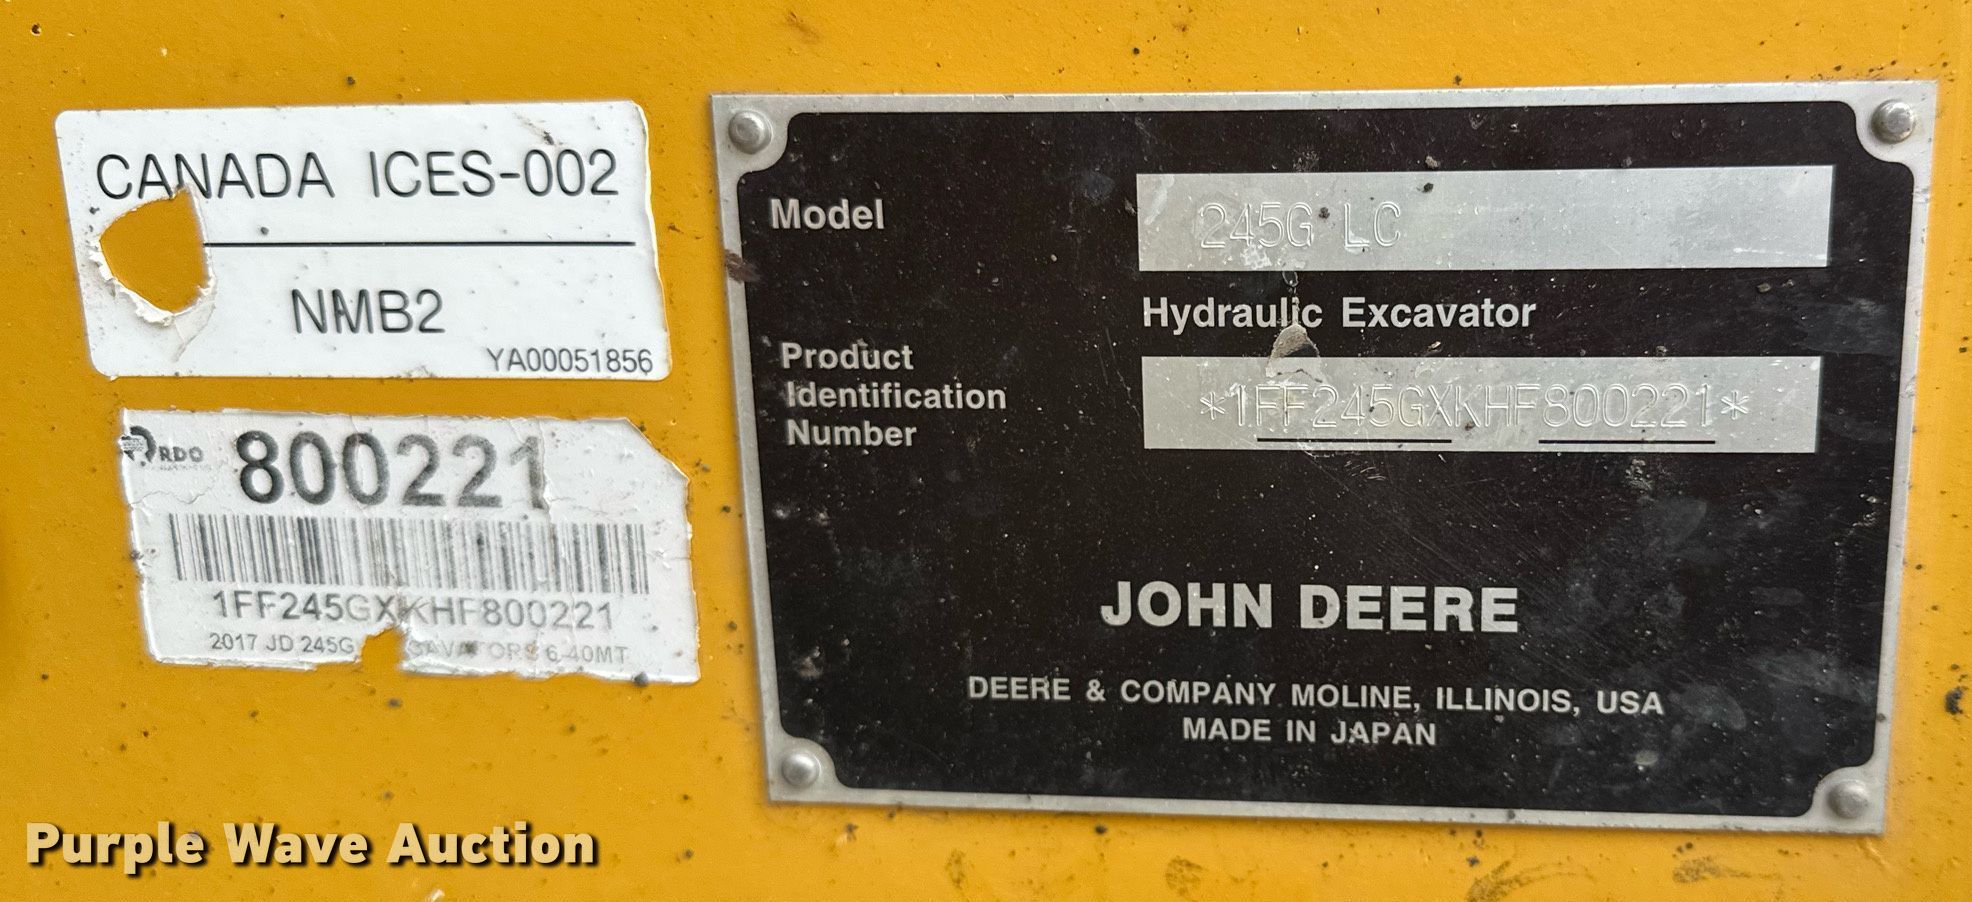 CANADA ICES-002
NMB2
YA00051856
RDO
800221
1FF245GXKHF800221
2017 JD 245G CAVATORS 6-40MT
Model
245G LC
Hydraulic Excavator
Product
Identification
Number
*1FF245GXKHF800221*
JOHN DEERE
DEERE & COMPANY MOLINE, ILLINOIS, USA
MADE IN JAPAN
Purple Wave Auction